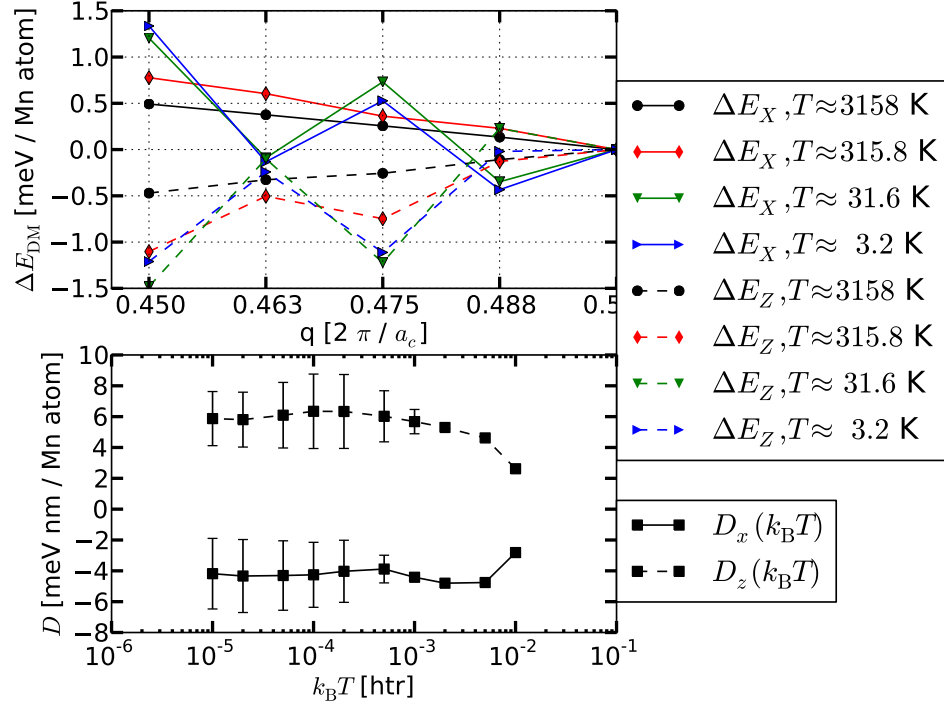 1.5
1.0
0.5
0.0
−0.5
−1.0
−1.5
ΔE_DM [meV / Mn atom]
0.450 0.463 0.475 0.488 0.5
q [2 π / a_c]
ΔE_X, T≈3158 K
ΔE_X, T≈315.8 K
ΔE_X, T≈ 31.6 K
ΔE_X, T≈ 3.2 K
ΔE_Z, T≈3158 K
ΔE_Z, T≈315.8 K
ΔE_Z, T≈ 31.6 K
ΔE_Z, T≈ 3.2 K
10
8
6
4
2
0
−2
−4
−6
−8
D [meV nm / Mn atom]
10⁻⁶ 10⁻⁵ 10⁻⁴ 10⁻³ 10⁻² 10⁻¹
k_BT [htr]
D_x(k_BT)
D_z(k_BT)